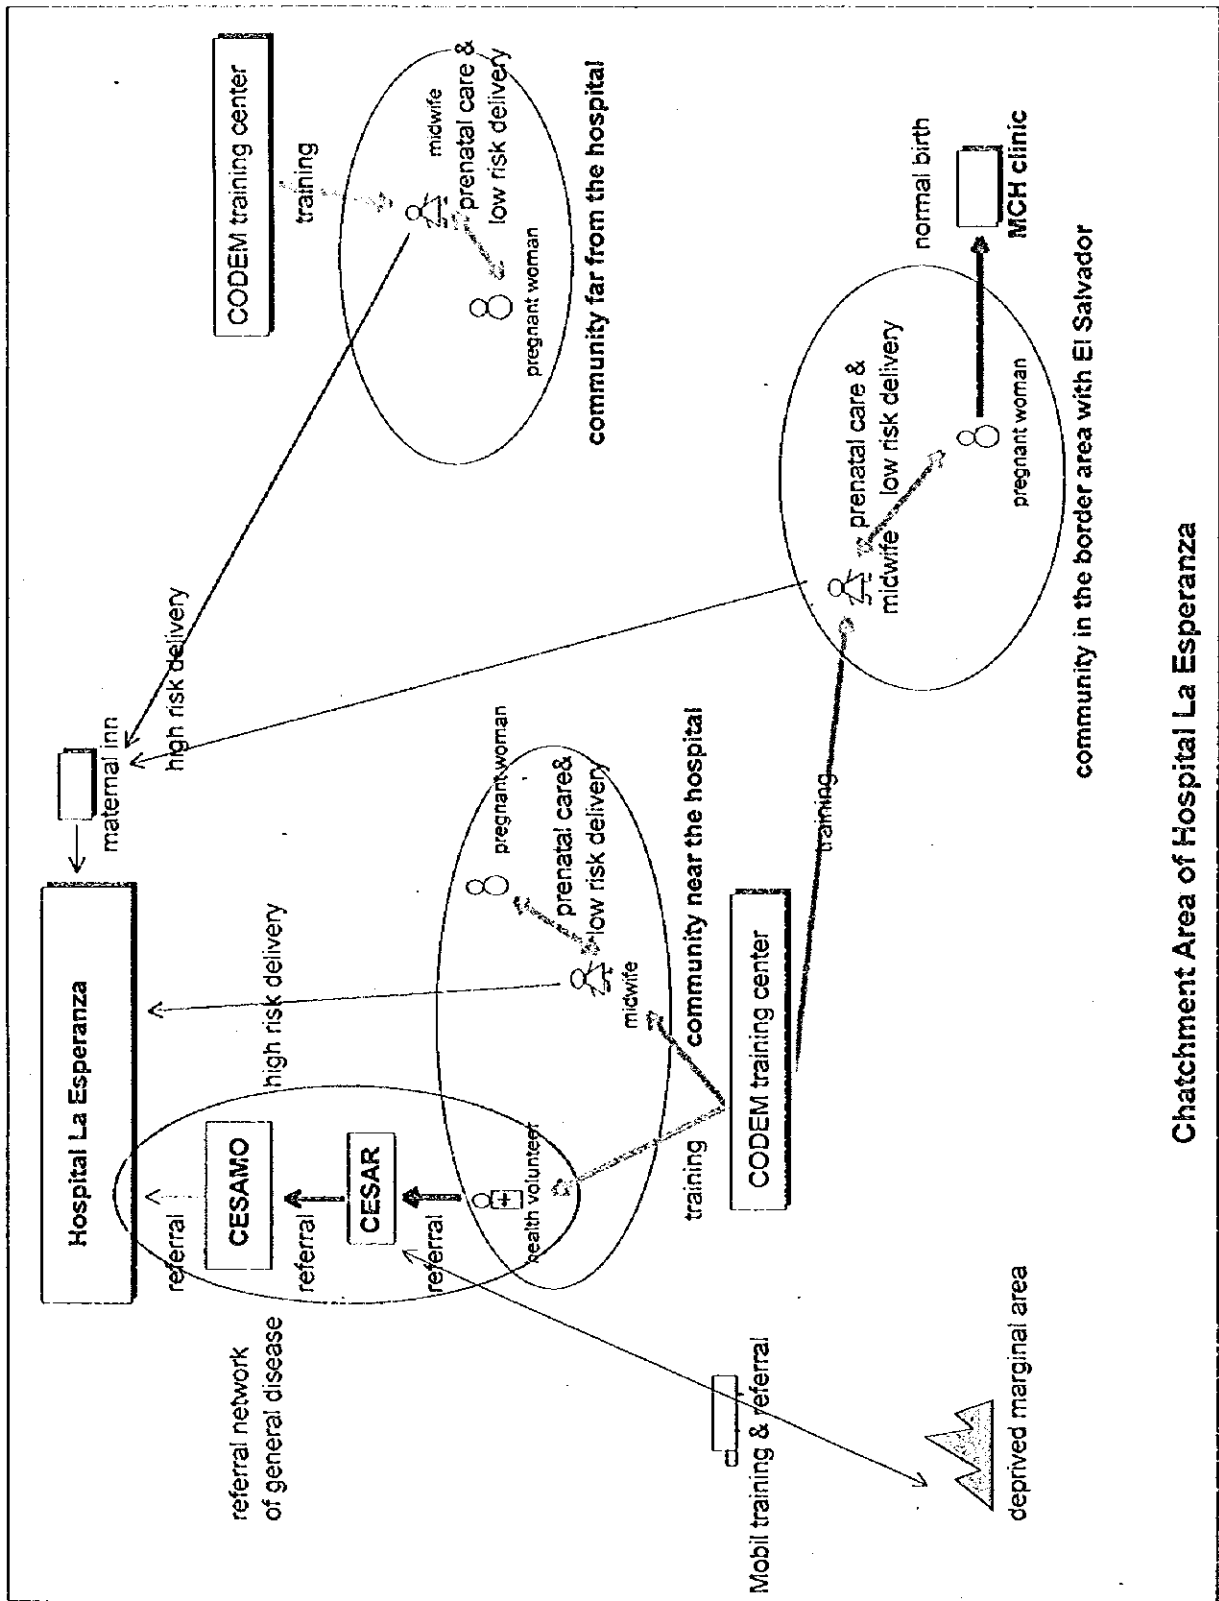 Hospital La Esperanza
maternal inn
referral
CESAMO
referral
CESAR
referral
health volunteer
referral network
of general disease
high risk delivery
high risk delivery
CODEM training center
training
midwife
prenatal care &
low risk delivery
pregnant woman
community far from the hospital
pregnant woman
prenatal care&
low risk delivery
midwife
community near the hospital
training
CODEM training center
training
Mobil training & referral
deprived marginal area
prenatal care &
midwife low risk delivery
pregnant woman
normal birth
MCH clinic
community in the border area with El Salvador
Chatchment Area of Hospital La Esperanza